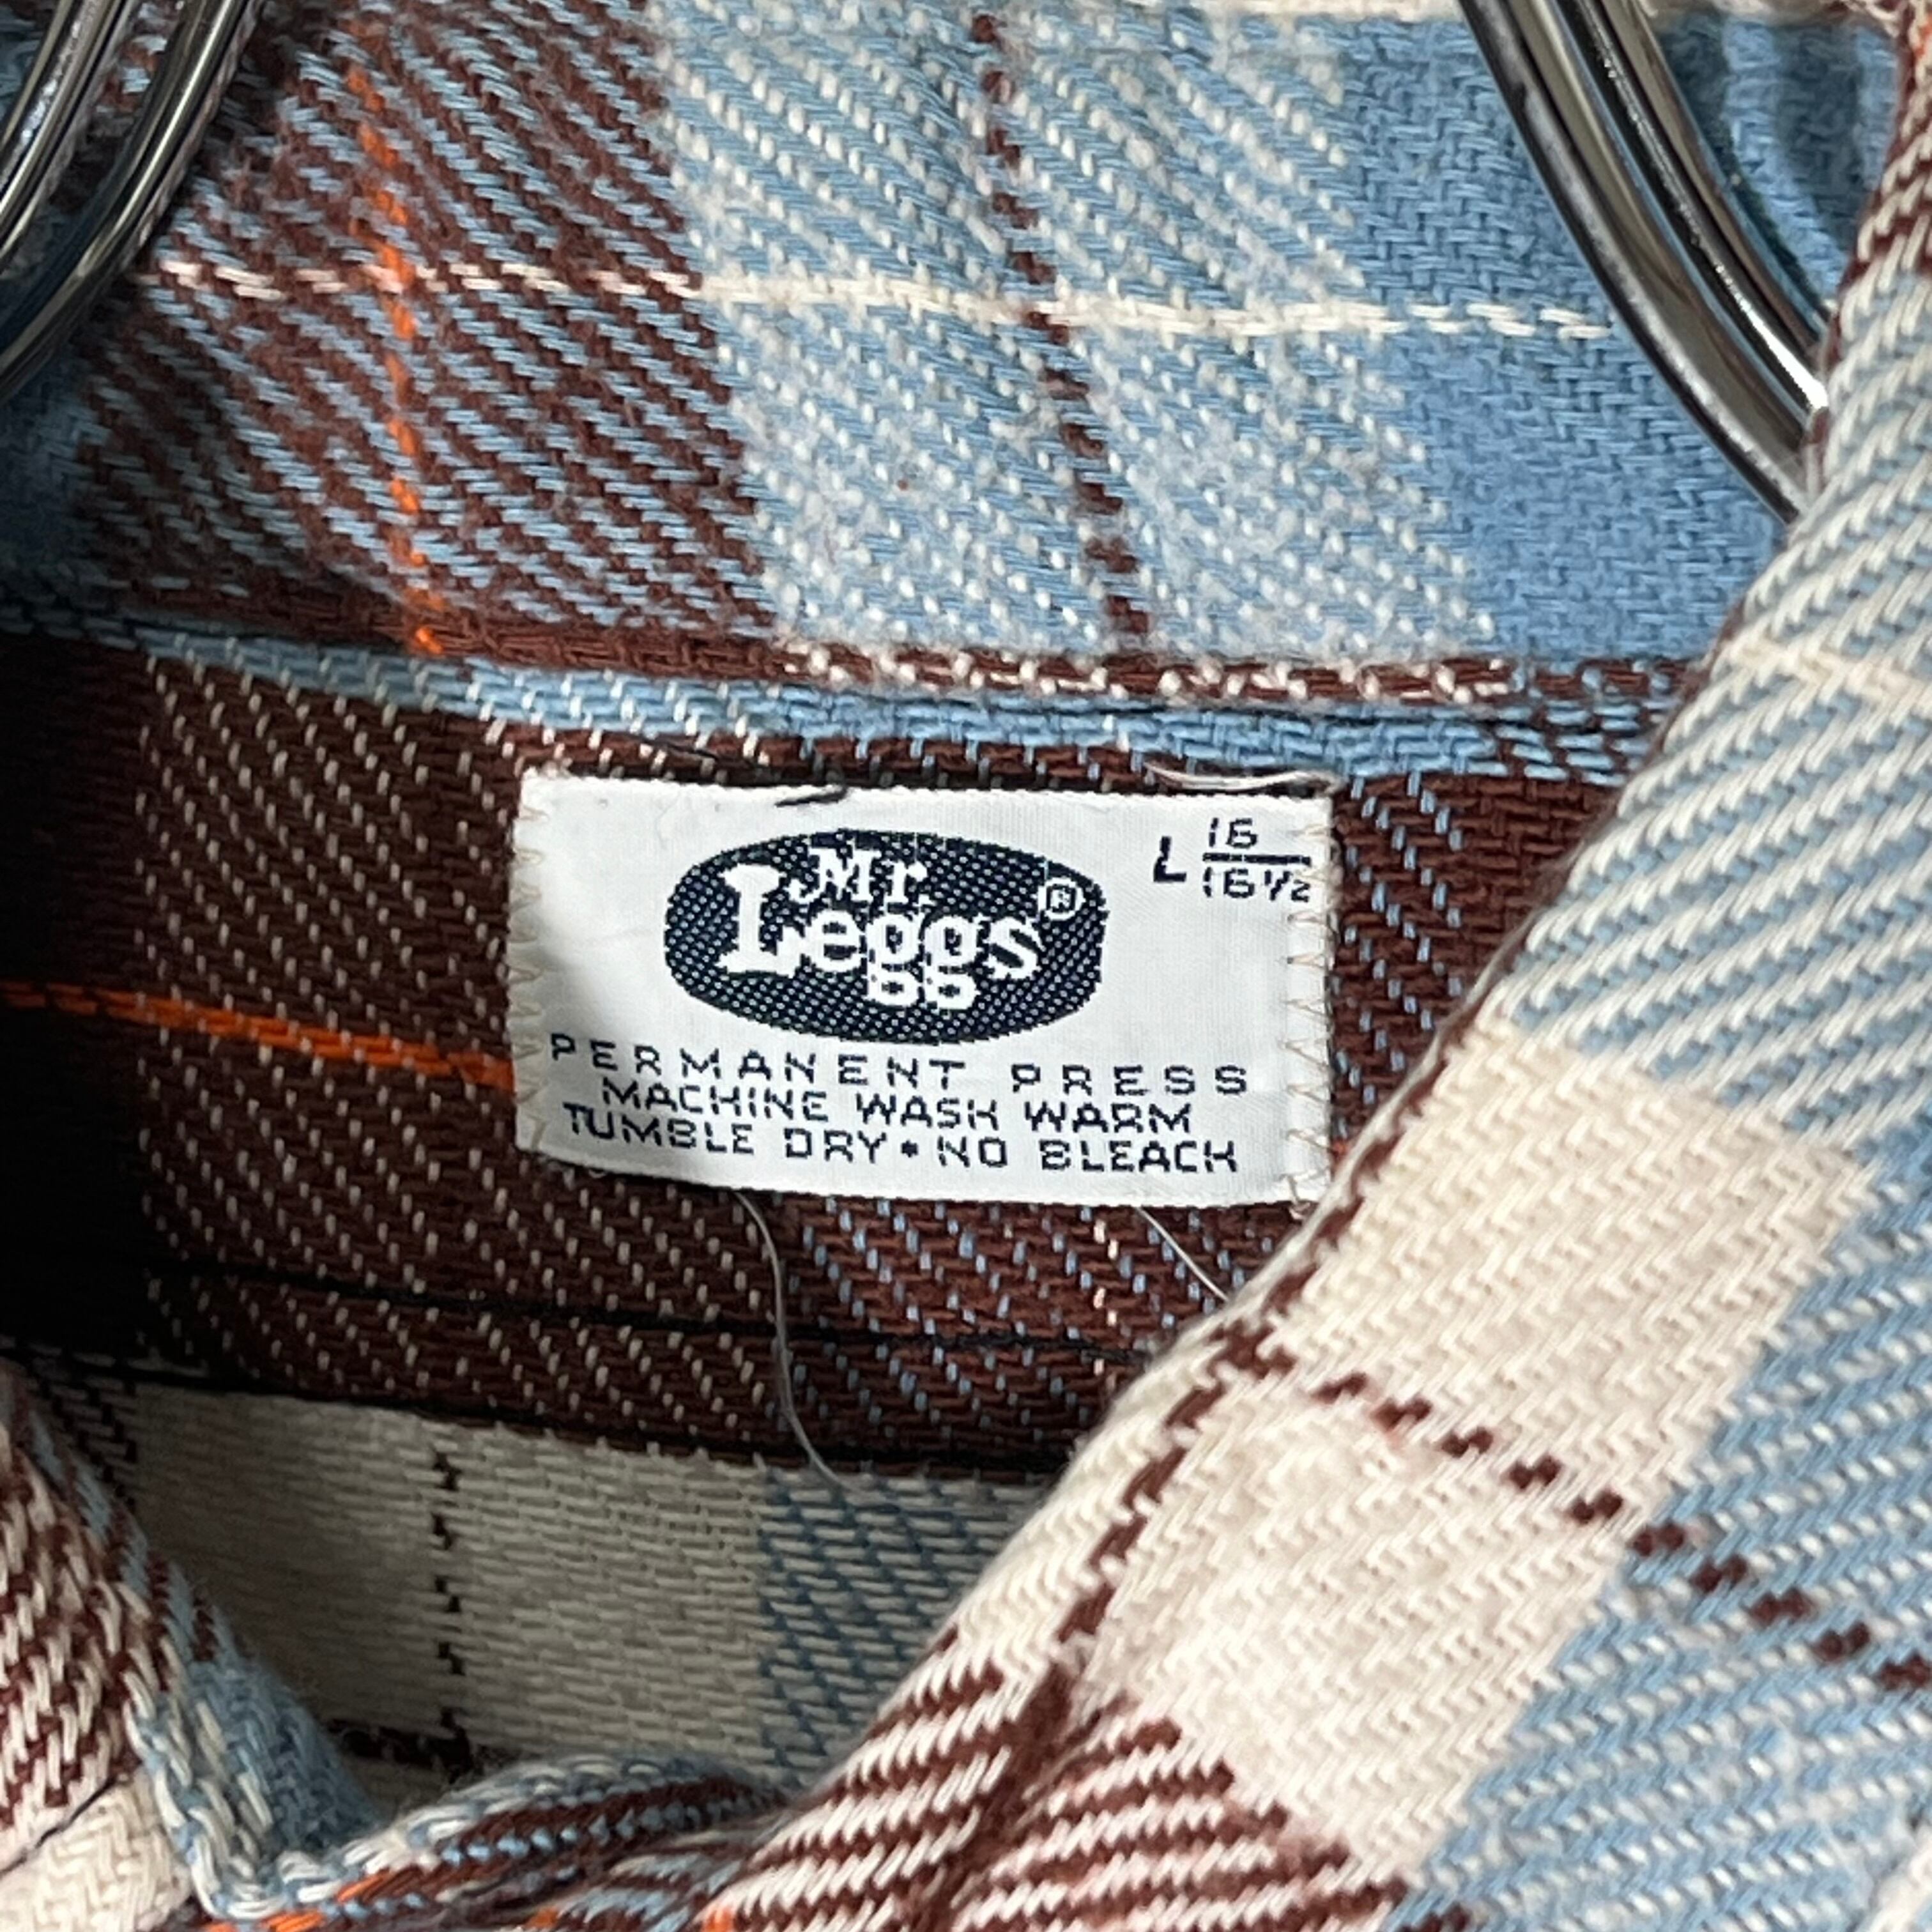 Mr
Leggs®
L 16
16½
PERMANENT PRESS
MACHINE WASH WARM
TUMBLE DRY • NO BLEACH